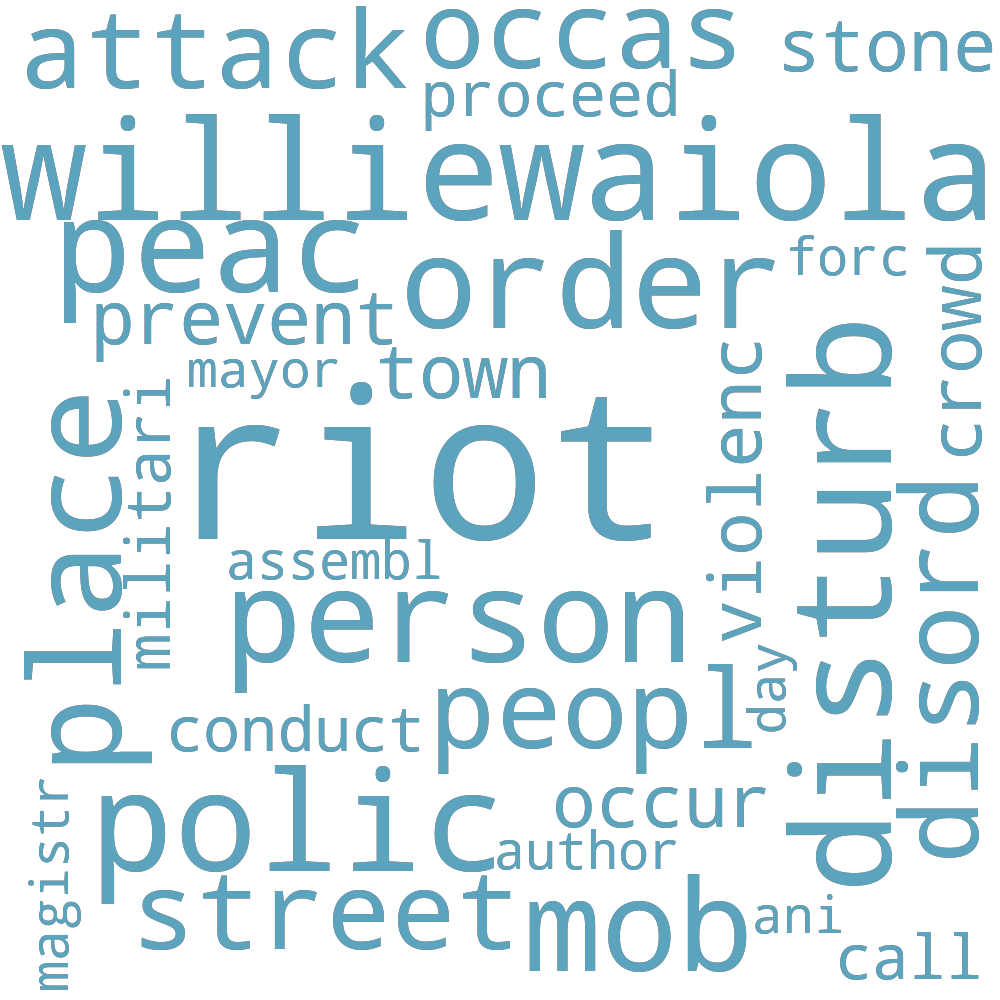 attack
occas
stone
proceed
williewaiola
peac
order
forc
crowd
prevent
mayor
town
riot
place
militari
violenc
disturb
disord
assembl
person
peopl
day
conduct
polic
occur
magistr
author
street
mob
ani
call